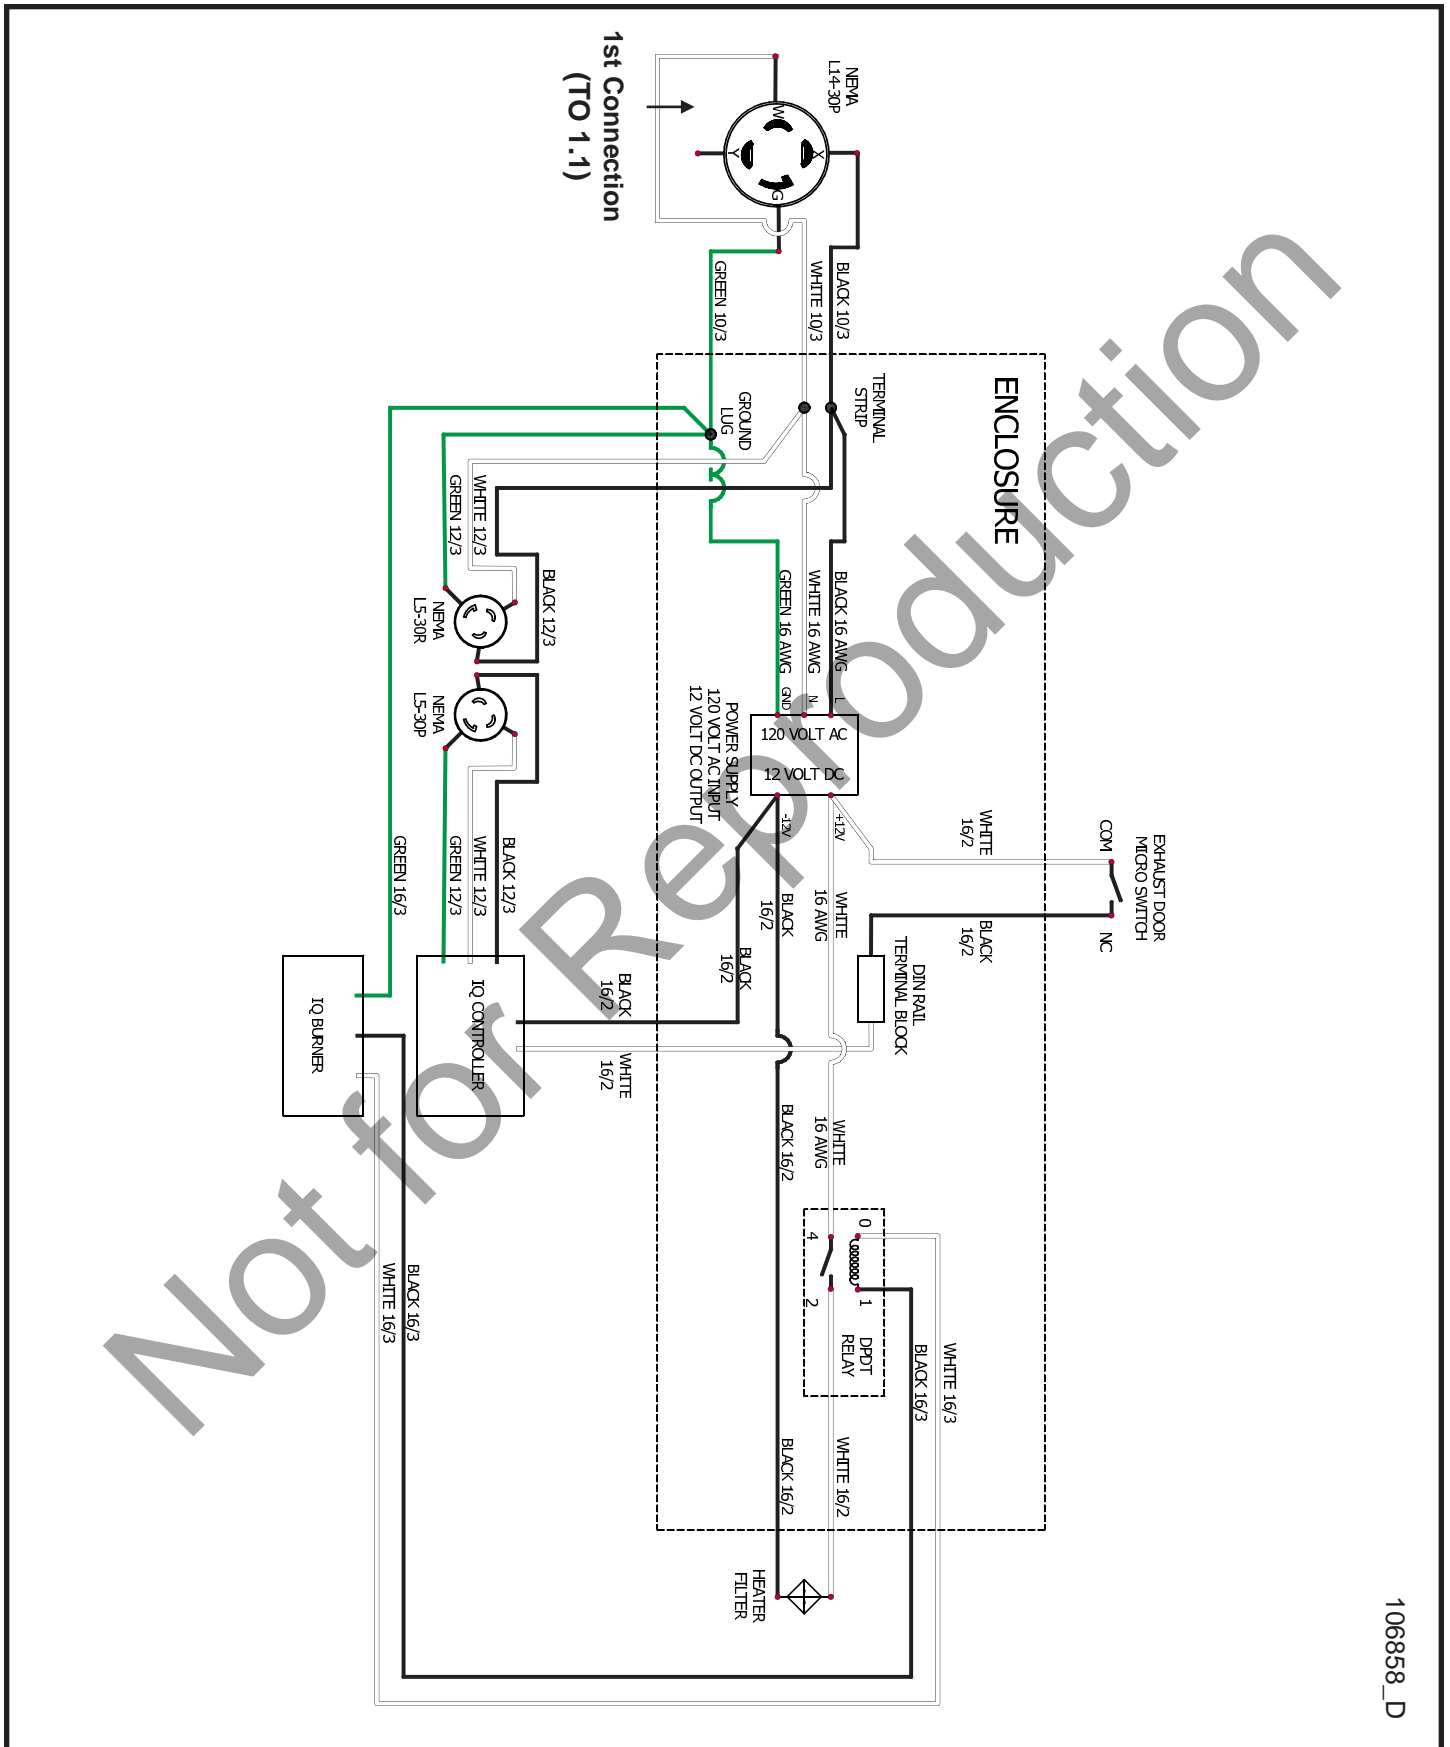 106858_D
1st Connection
(TO 1.1)
NEMA
L14-30P
W
X
Y
G
GREEN 10/3
WHITE 10/3
BLACK 10/3
ENCLOSURE
TERMINAL
STRIP
GROUND
LUG
WHITE 12/3
GREEN 12/3
BLACK 12/3
NEMA
L5-30R
NEMA
L5-30P
BLACK 16 AWG
WHITE 16 AWG
GREEN 16 AWG
L
N
GND
120 VOLT AC
12 VOLT DC
POWER SUPPLY
120 VOLT AC INPUT
12 VOLT DC OUTPUT
-12V
+12V
WHITE
16/2
COM
EXHAUST DOOR
MICRO SWITCH
NC
BLACK
16/2
WHITE
16 AWG
BLACK
16/2
BLACK
16/2
DIN RAIL
TERMINAL BLOCK
BLACK 12/3
WHITE 12/3
GREEN 12/3
GREEN 16/3
IQ CONTROLLER
IQ BURNER
BLACK
16/2
WHITE
16/2
BLACK 16/2
WHITE
16 AWG
0
4
1
2
DPDT
RELAY
WHITE 16/3
BLACK 16/3
BLACK 16/3
WHITE 16/3
WHITE 16/2
BLACK 16/2
HEATER
FILTER
Not for Reproduction